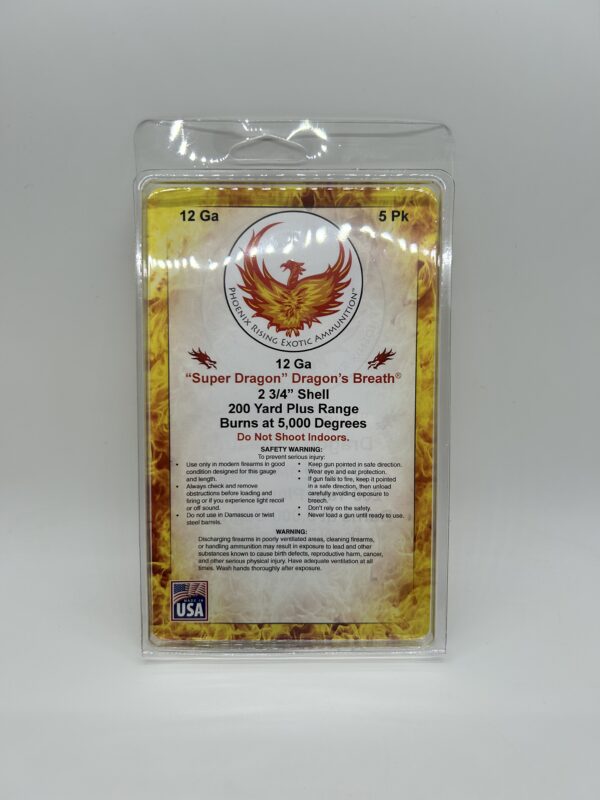 12 Ga 5 Pk
PHOENIX RISING EXOTIC AMMUNITION™
12 Ga
“Super Dragon” Dragon's Breath®
2 3/4” Shell
200 Yard Plus Range
Burns at 5,000 Degrees
Do Not Shoot Indoors.
SAFETY WARNING:
To prevent serious injury:
• Use only in modern firearms in good
condition designed for this gauge
and length.
• Always check and remove
obstructions before loading and
firing or if you experience light recoil
or off sound.
• Do not use in Damascus or twist
steel barrels.
• Keep gun pointed in safe direction.
• Wear eye and ear protection.
• If gun fails to fire, keep it pointed
in a safe direction, then unload
carefully avoiding exposure to
breech.
• Don't rely on the safety.
• Never load a gun until ready to use.
WARNING:
Discharging firearms in poorly ventilated areas, cleaning firearms,
or handling ammunition may result in exposure to lead and other
substances known to cause birth defects, reproductive harm, cancer,
and other serious physical injury. Have adequate ventilation at all
times. Wash hands thoroughly after exposure.
MADE IN
USA